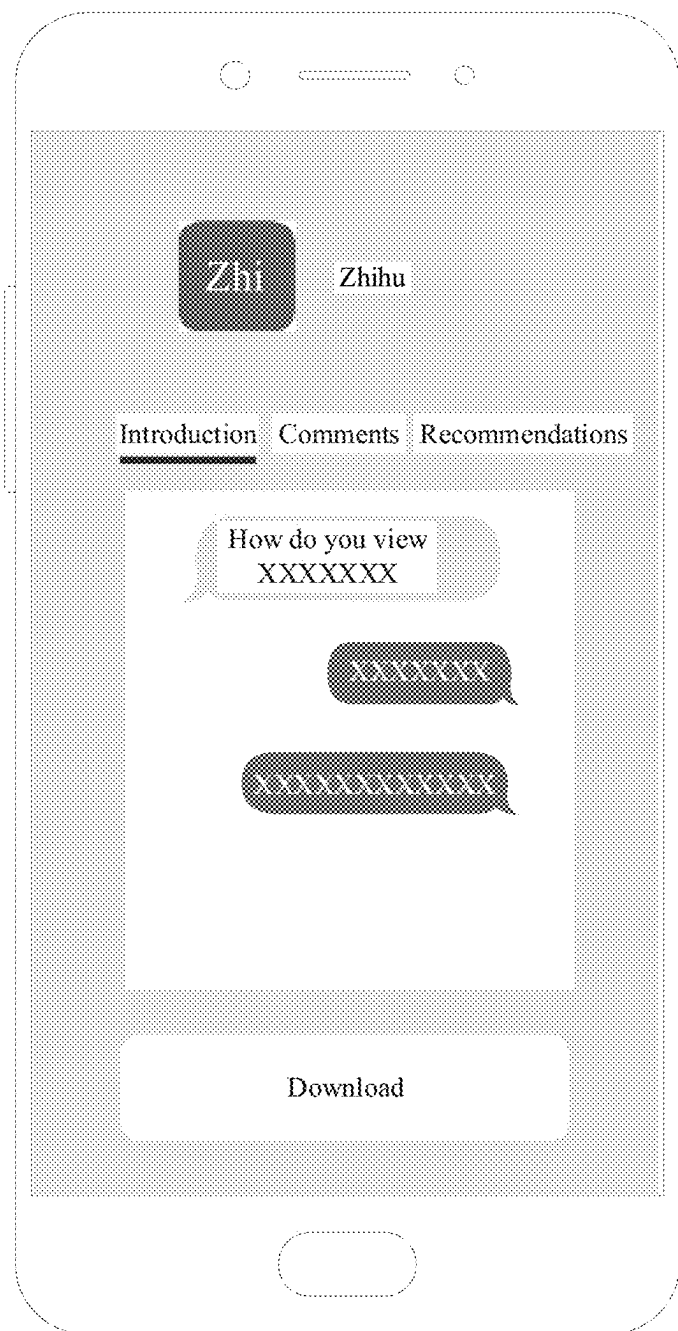 Zhi
Zhihu
Introduction Comments Recommendations
How do you view
XXXXXXX
XXXXXXX
XXXXXXXXXXXX
Download